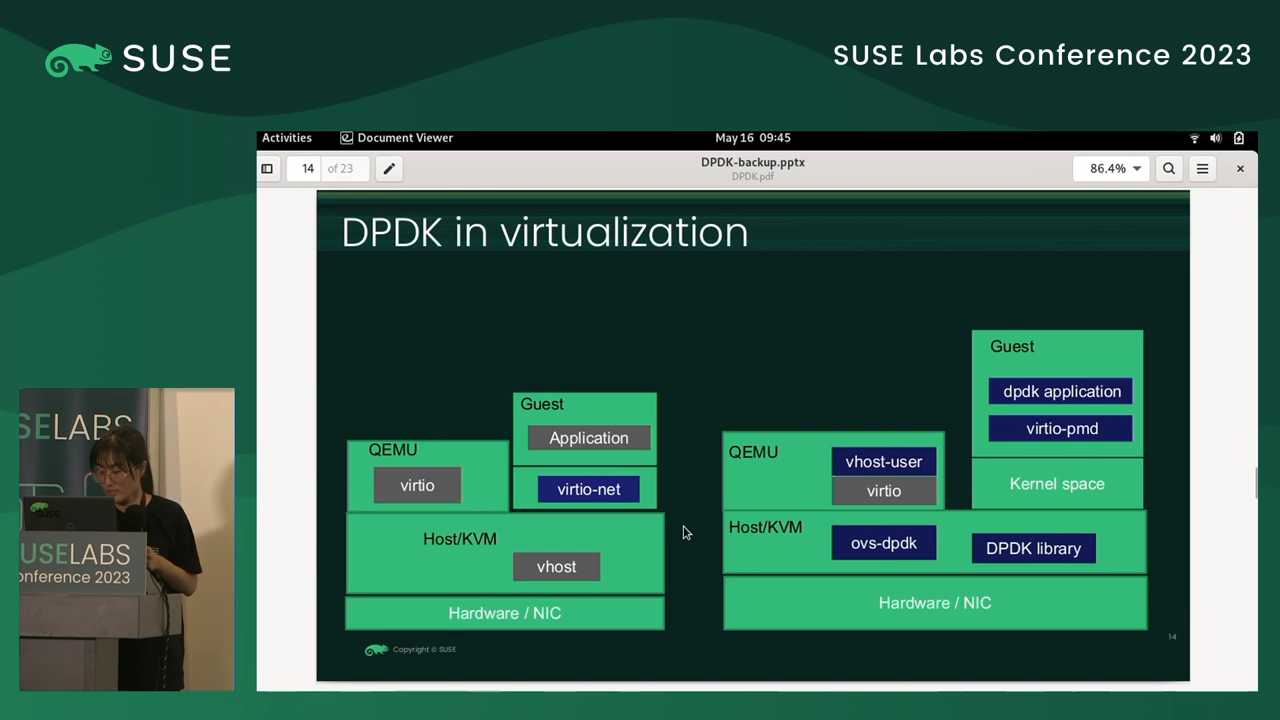 SUSE
SUSE Labs Conference 2023
Activities
Document Viewer
May 16 09:45
14
of 23
DPDK-backup.pptx
DPDK.pdf
86.4%
DPDK in virtualization
QEMU
virtio
Guest
Application
virtio-net
Host/KVM
vhost
Hardware / NIC
QEMU
vhost-user
virtio
Guest
dpdk application
virtio-pmd
Kernel space
Host/KVM
ovs-dpdk
DPDK library
Hardware / NIC
Copyright © SUSE
14
SELABS
SUSE
USELABS
onference 2023